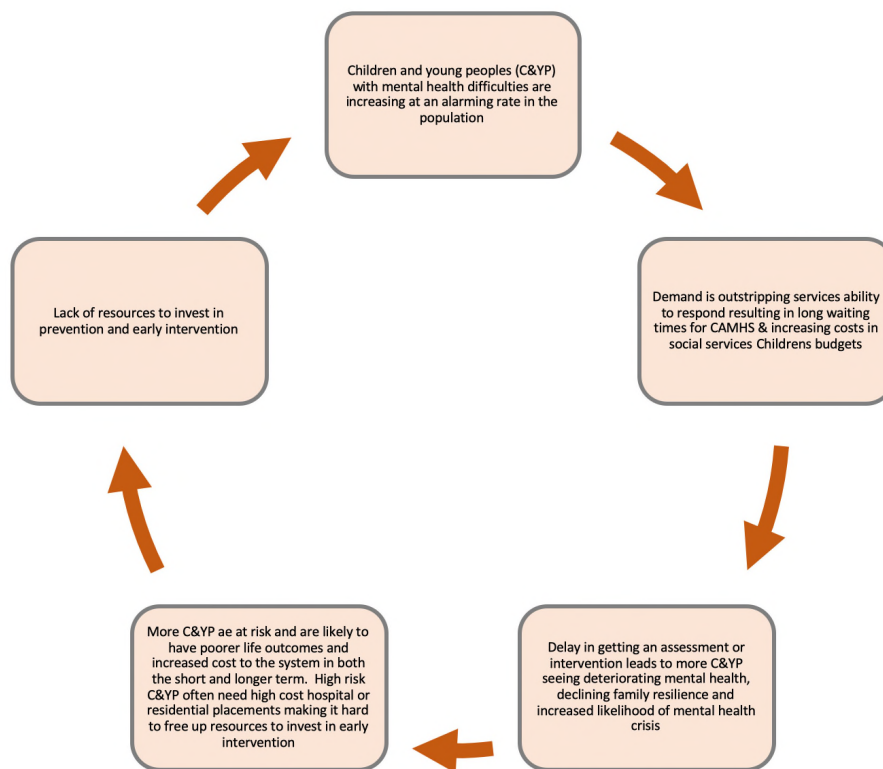 Children and young peoples (C&YP)
with mental health difficulties are
increasing at an alarming rate in the
population
Demand is outstripping services ability
to respond resulting in long waiting
times for CAMHS & increasing costs in
social services Childrens budgets
Delay in getting an assessment or
intervention leads to more C&YP
seeing deteriorating mental health,
declining family resilience and
increased likelihood of mental health
crisis
More C&YP ae at risk and are likely to
have poorer life outcomes and
increased cost to the system in both
the short and longer term. High risk
C&YP often need high cost hospital or
residential placements making it hard
to free up resources to invest in early
intervention
Lack of resources to invest in
prevention and early intervention